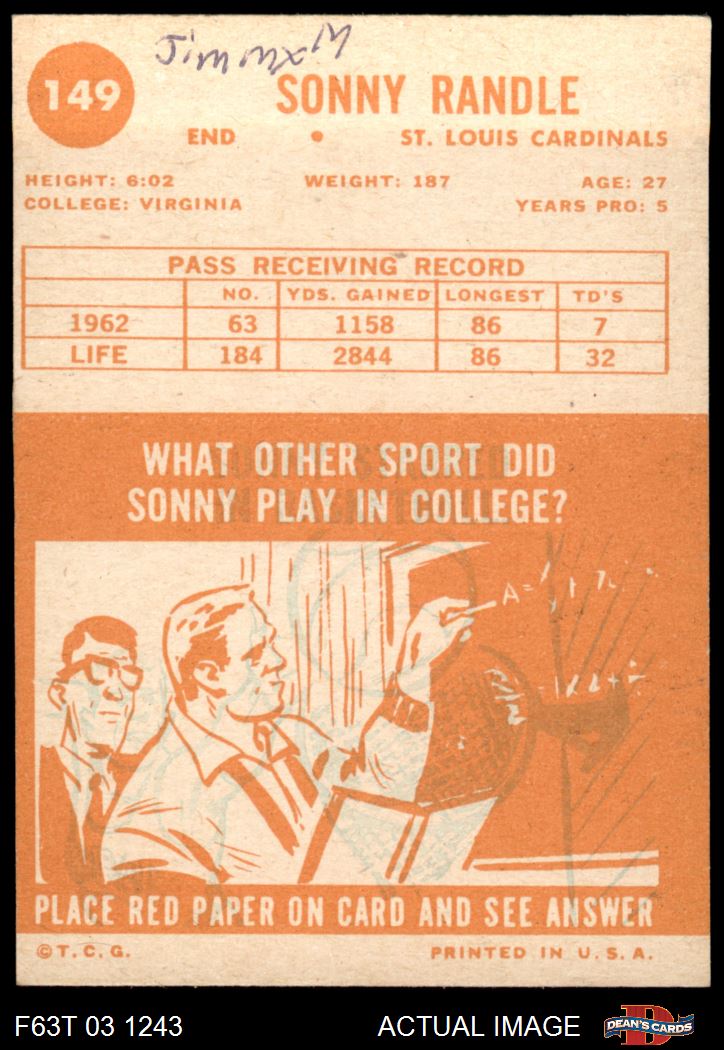 149
SONNY RANDLE
END • ST. LOUIS CARDINALS
HEIGHT: 6:02 WEIGHT: 187 AGE: 27
COLLEGE: VIRGINIA YEARS PRO: 5
PASS RECEIVING RECORD
NO. YDS. GAINED LONGEST TD'S
1962 63 1158 86 7
LIFE 184 2844 86 32
WHAT OTHER SPORT DID
SONNY PLAY IN COLLEGE?
PLACE RED PAPER ON CARD AND SEE ANSWER
© T.C.G. PRINTED IN U.S.A.
F63T 03 1243 ACTUAL IMAGE DEAN'S CARDS